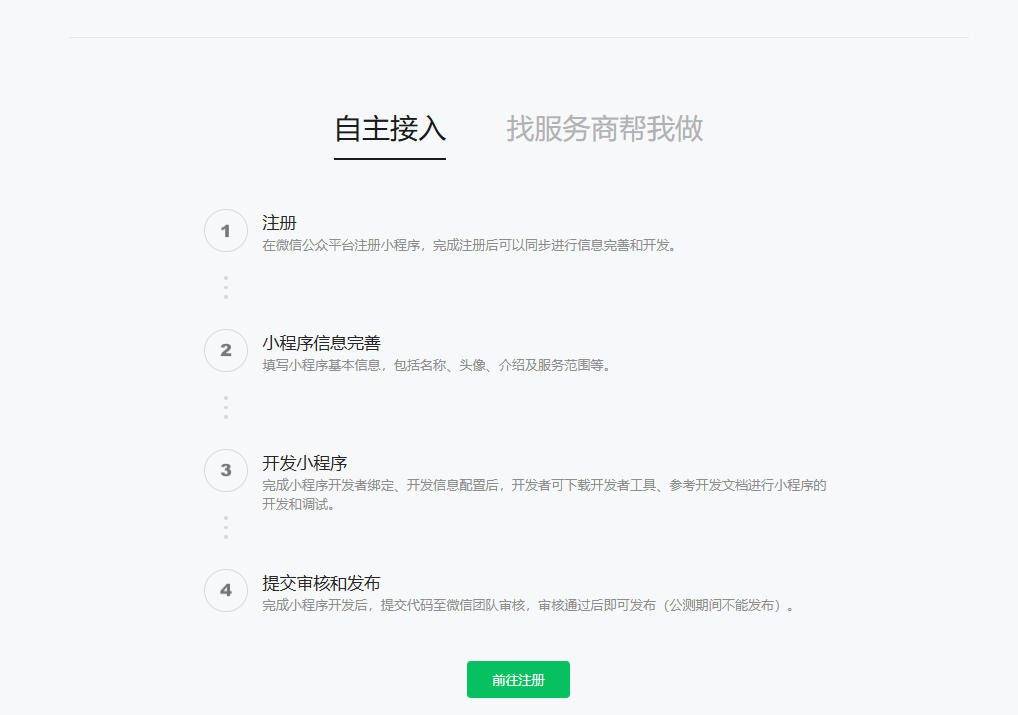 自主接入 找服务商帮我做
1 注册
在微信公众平台注册小程序，完成注册后可以同步进行信息完善和开发。
2 小程序信息完善
填写小程序基本信息，包括名称、头像、介绍及服务范围等。
3 开发小程序
完成小程序开发者绑定、开发信息配置后，开发者可下载开发者工具、参考开发文档进行小程序的
开发和调试。
4 提交审核和发布
完成小程序开发后，提交代码至微信团队审核，审核通过后即可发布（公测期间不能发布）。
前往注册